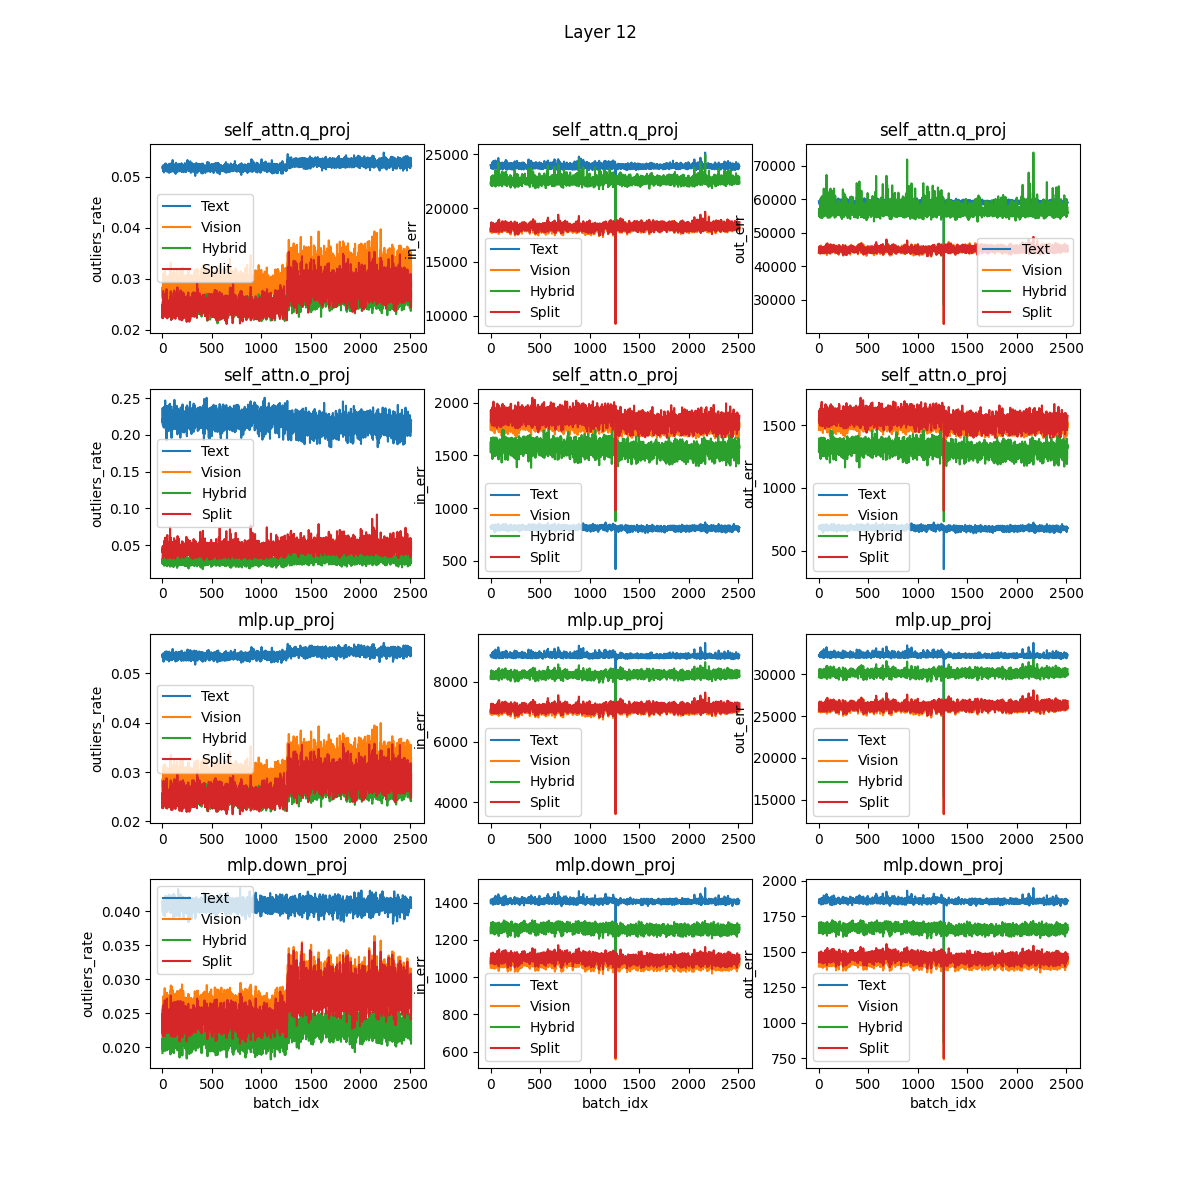 Layer 12
self_attn.q_proj
outliers_rate
0.05
0.04
0.03
0.02
Text
Vision
Hybrid
Split
0 500 1000 1500 2000 2500
self_attn.q_proj
in_err
25000
20000
15000
10000
Text
Vision
Hybrid
Split
0 500 1000 1500 2000 2500
self_attn.q_proj
out_err
70000
60000
50000
40000
30000
Text
Vision
Hybrid
Split
0 500 1000 1500 2000 2500
self_attn.o_proj
outliers_rate
0.25
0.20
0.15
0.10
0.05
Text
Vision
Hybrid
Split
0 500 1000 1500 2000 2500
self_attn.o_proj
in_err
2000
1500
1000
500
Text
Vision
Hybrid
Split
0 500 1000 1500 2000 2500
self_attn.o_proj
out_err
1500
1000
500
Text
Vision
Hybrid
Split
0 500 1000 1500 2000 2500
mlp.up_proj
outliers_rate
0.05
0.04
0.03
0.02
Text
Vision
Hybrid
Split
0 500 1000 1500 2000 2500
mlp.up_proj
in_err
8000
6000
4000
Text
Vision
Hybrid
Split
0 500 1000 1500 2000 2500
mlp.up_proj
out_err
30000
25000
20000
15000
Text
Vision
Hybrid
Split
0 500 1000 1500 2000 2500
mlp.down_proj
outliers_rate
0.040
0.035
0.030
0.025
0.020
Text
Vision
Hybrid
Split
0 500 1000 1500 2000 2500
batch_idx
mlp.down_proj
in_err
1400
1200
1000
800
600
Text
Vision
Hybrid
Split
0 500 1000 1500 2000 2500
batch_idx
mlp.down_proj
out_err
2000
1750
1500
1250
1000
750
Text
Vision
Hybrid
Split
0 500 1000 1500 2000 2500
batch_idx